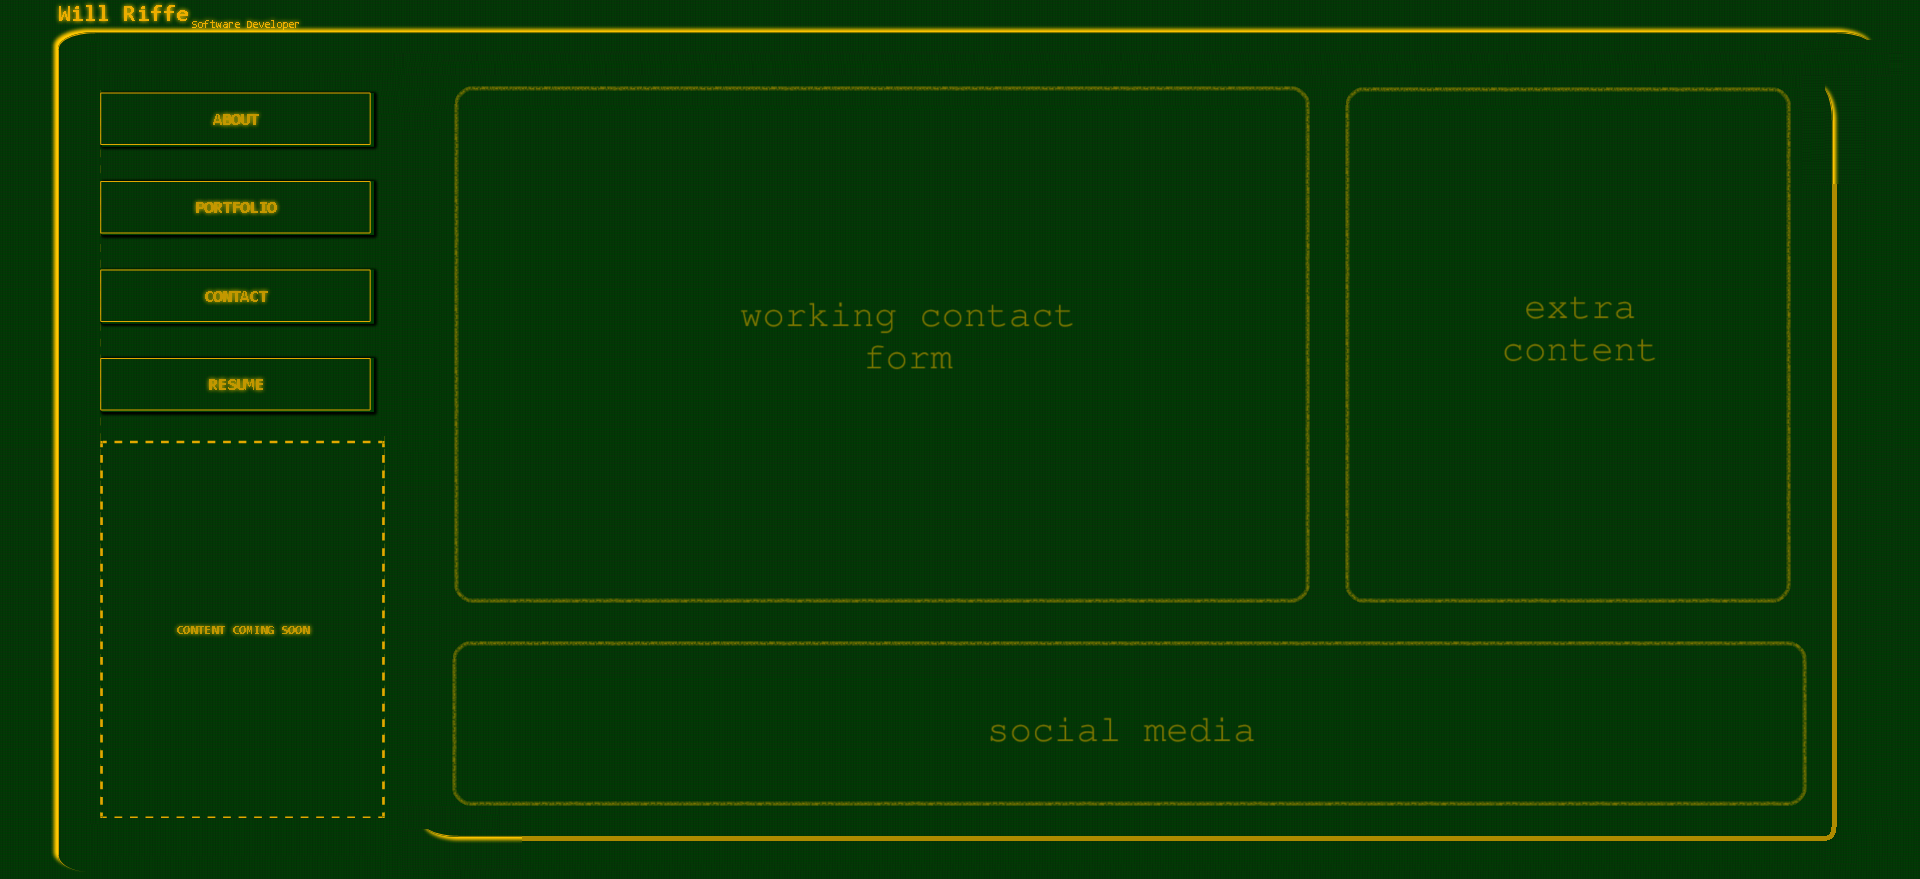 Will Riffe
Software Developer
ABOUT
PORTFOLIO
CONTACT
RESUME
CONTENT COMING SOON
working contact
form
extra
content
social media